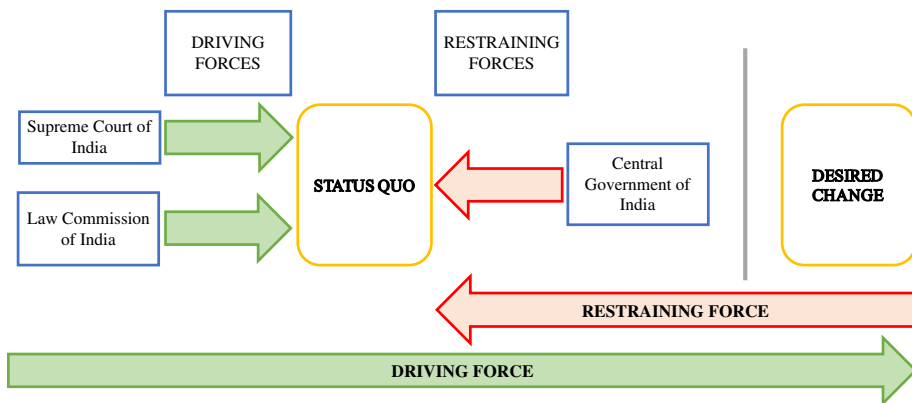 DRIVING
FORCES
RESTRAINING
FORCES
Supreme Court of
India
STATUS QUO
Central
Government of
India
DESIRED
CHANGE
Law Commission
of India
RESTRAINING FORCE
DRIVING FORCE